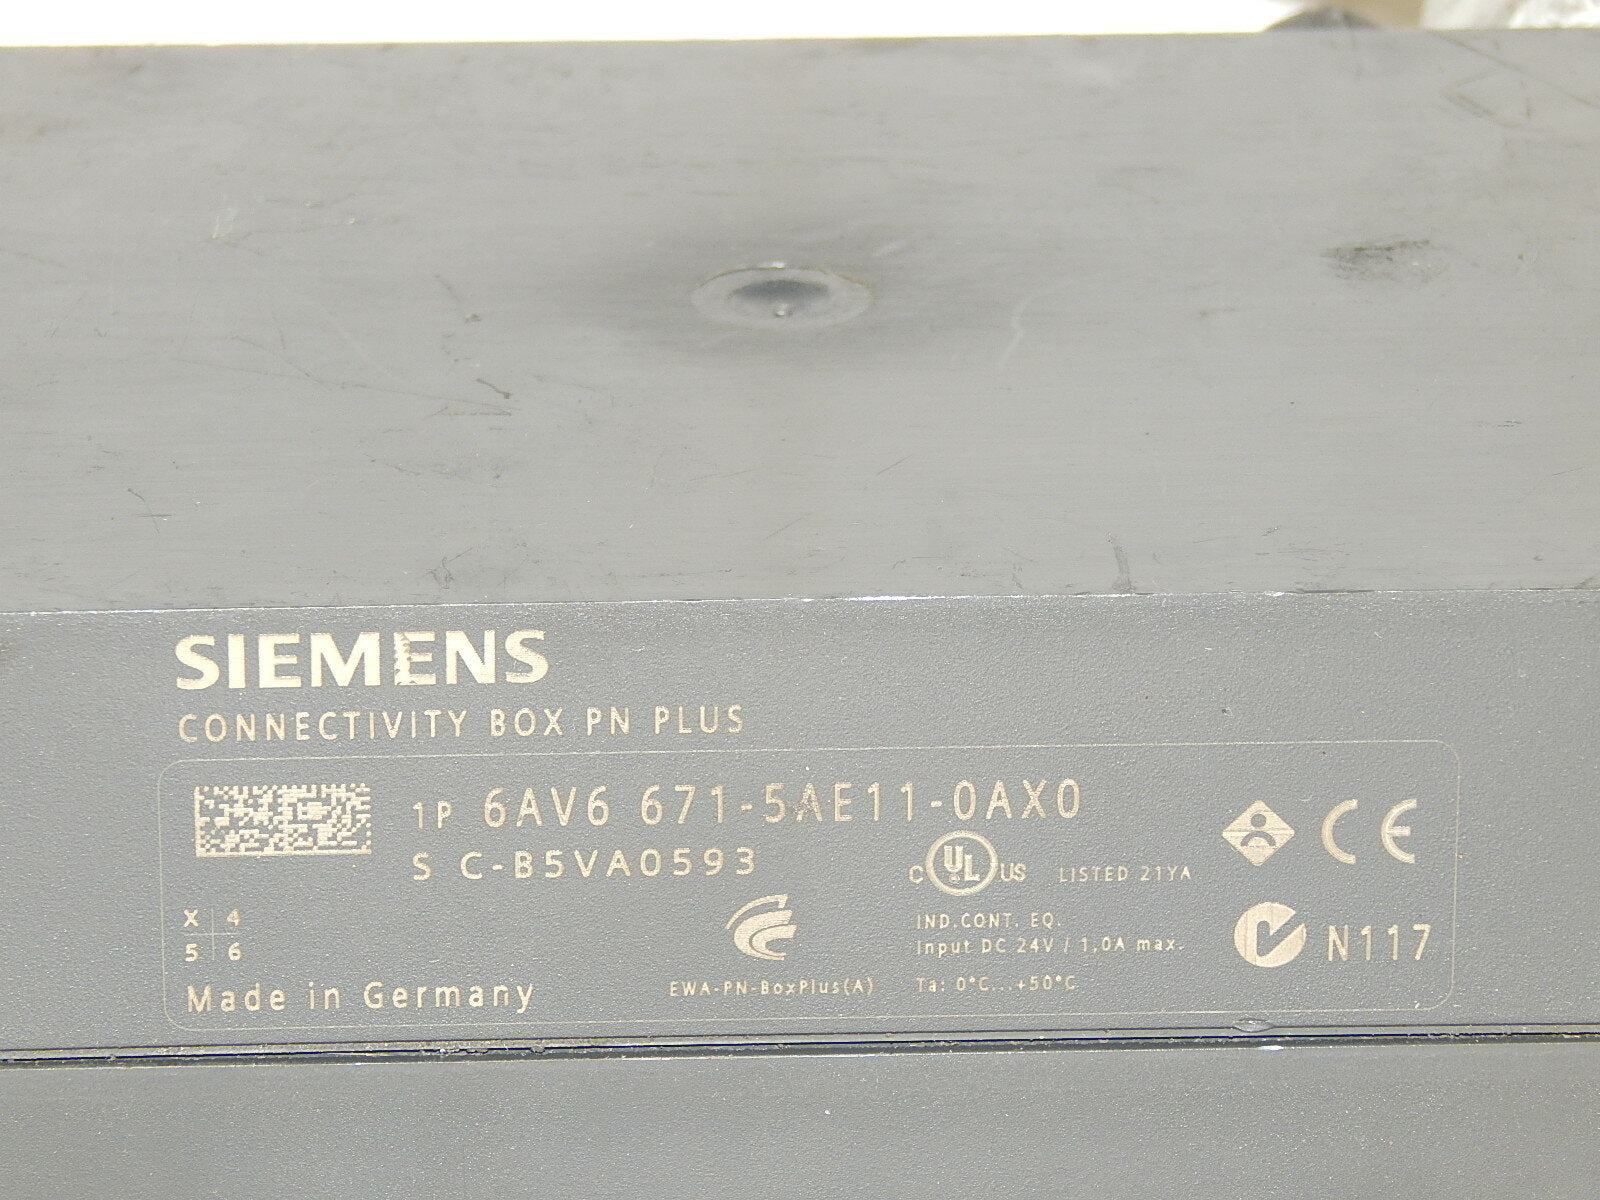 SIEMENS
CONNECTIVITY BOX PN PLUS
1P 6AV6 671-5AE11-0AX0
S C-B5VA0593
C UL US LISTED 21YA
CE
X 4
5 6
IND.CONT. EQ.
Input DC 24V / 1,0A max.
N117
Made in Germany
EWA-PN-BoxPlus(A)
Ta: 0°C...+50°C